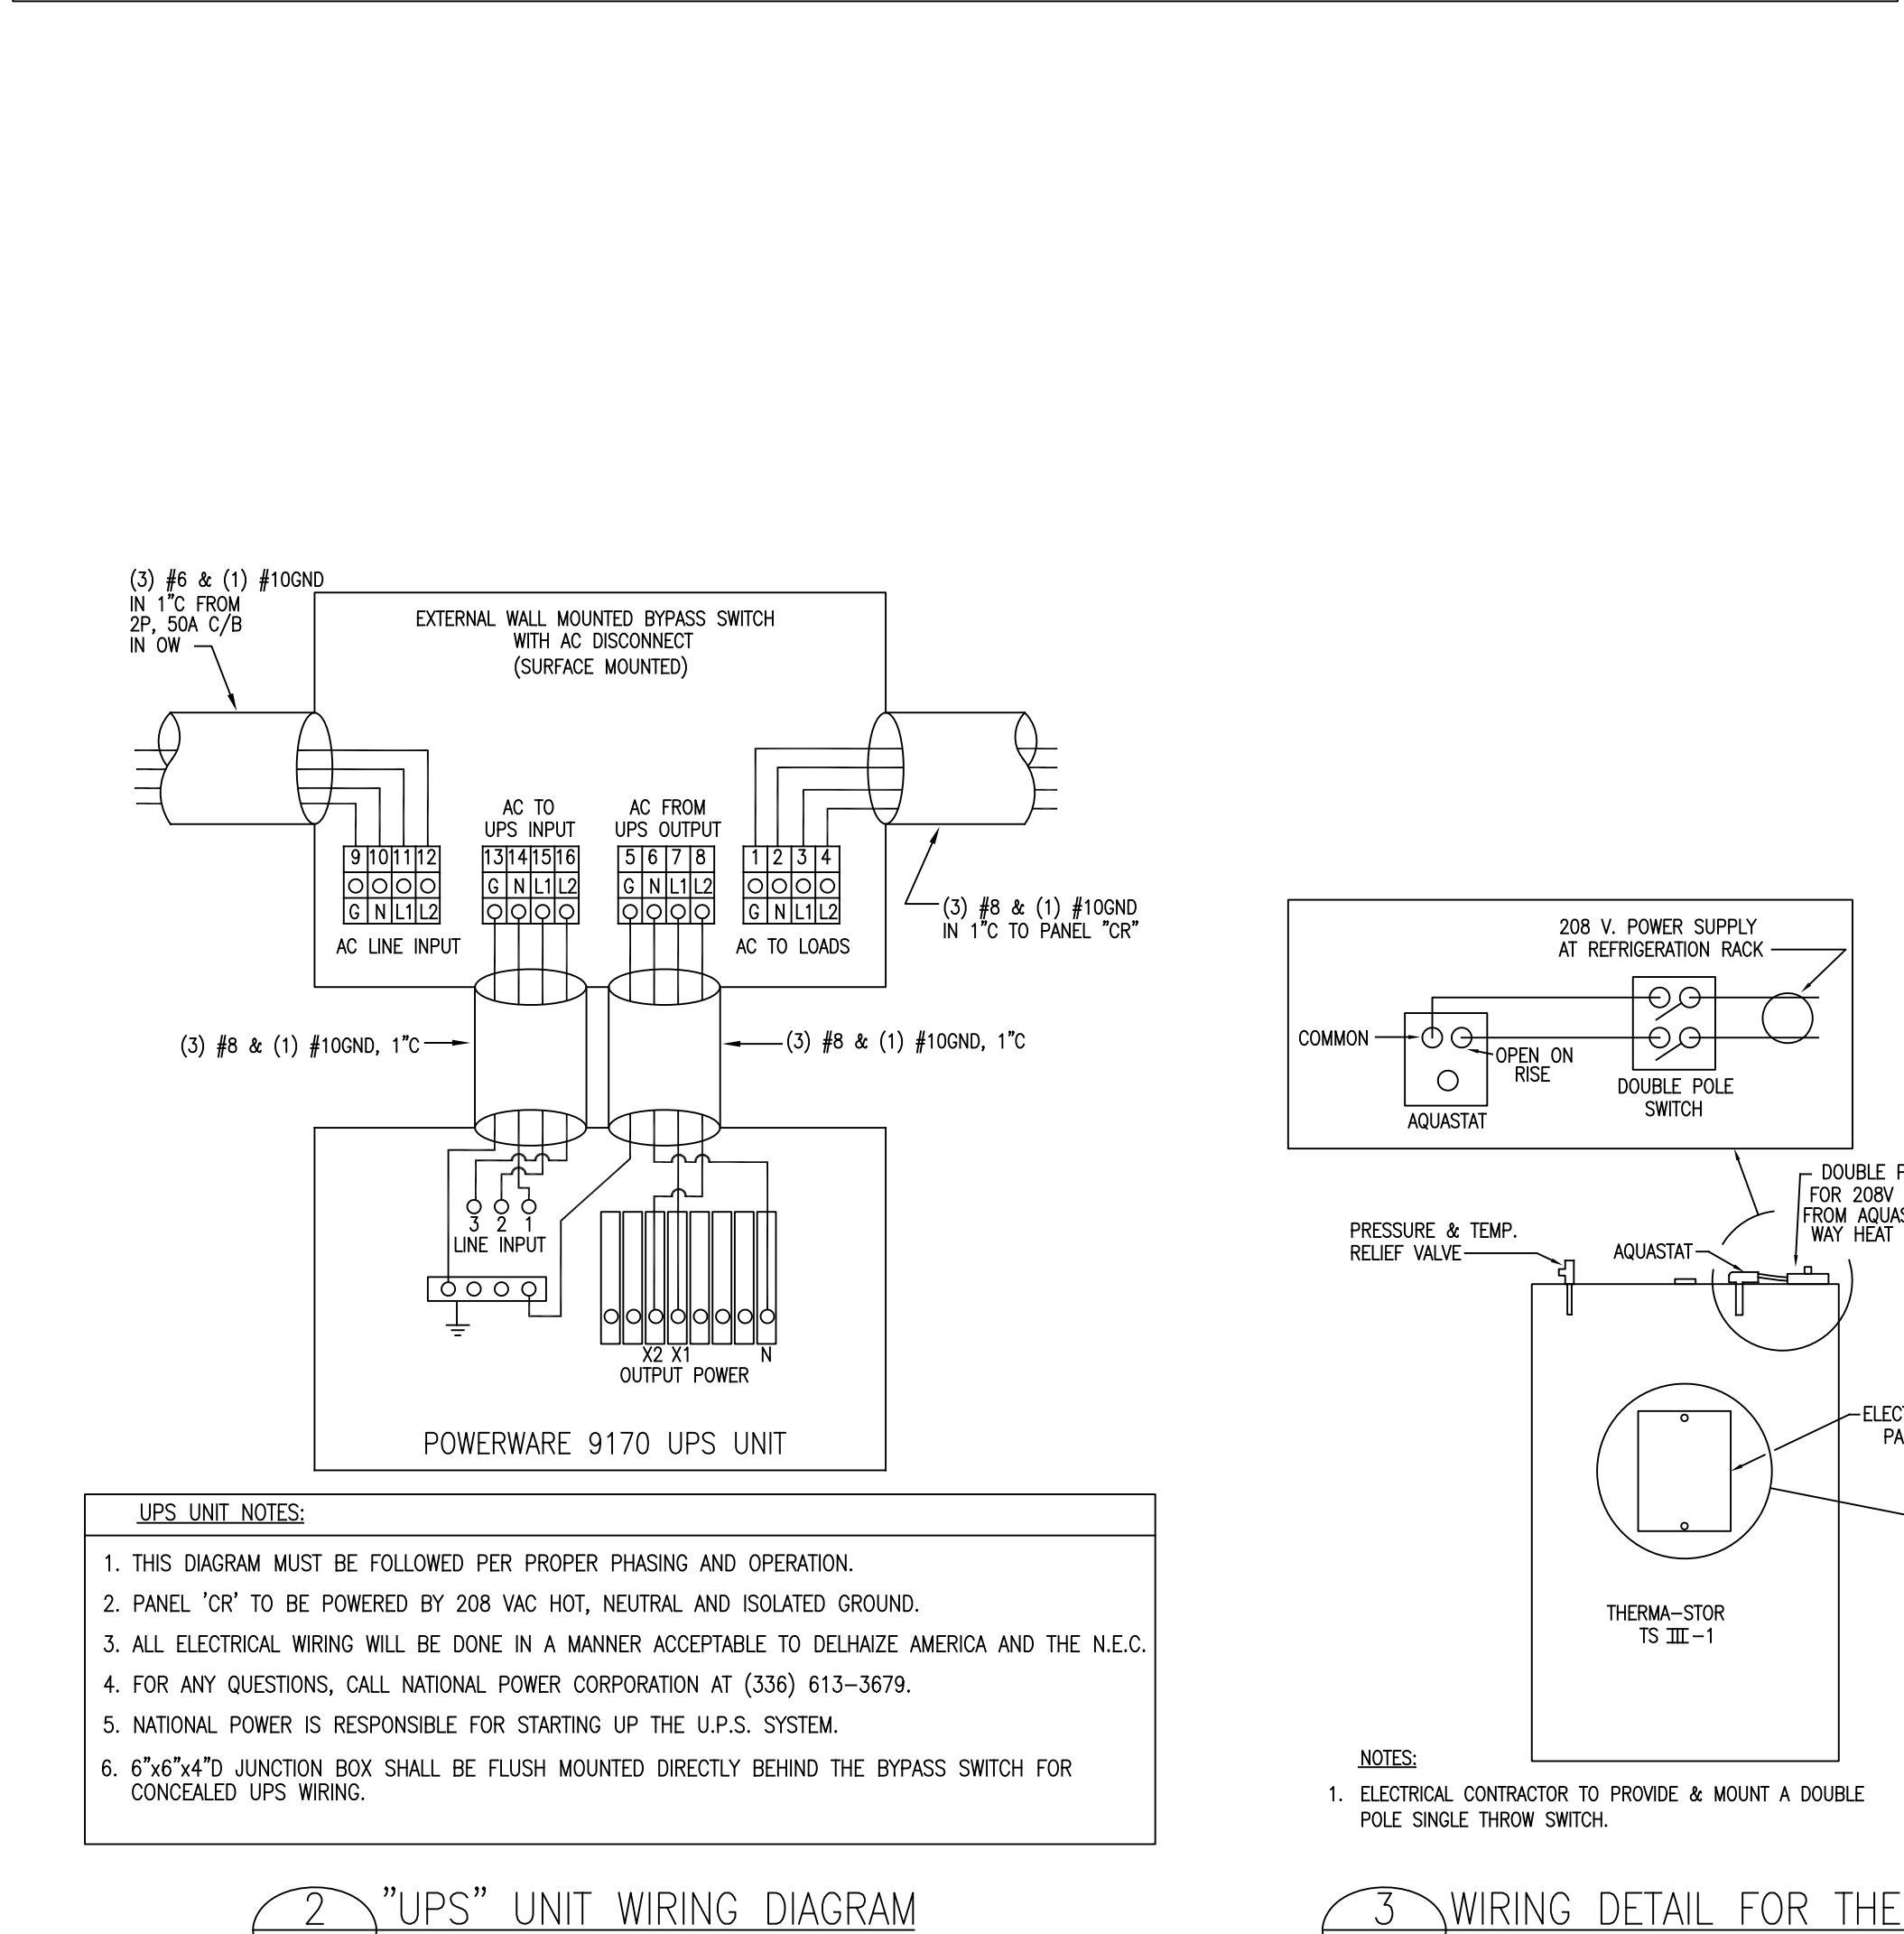 (3) #6 & (1) #10GND
IN 1"C FROM
2P, 50A C/B
IN OW
EXTERNAL WALL MOUNTED BYPASS SWITCH
WITH AC DISCONNECT
(SURFACE MOUNTED)
AC TO
UPS INPUT
AC FROM
UPS OUTPUT
9 10 11 12
G N L1 L2
AC LINE INPUT
13 14 15 16
G N L1 L2
5 6 7 8
G N L1 L2
1 2 3 4
G N L1 L2
AC TO LOADS
(3) #8 & (1) #10GND
IN 1"C TO PANEL "CR"
(3) #8 & (1) #10GND, 1"C
(3) #8 & (1) #10GND, 1"C
3 2 1
LINE INPUT
X2 X1 N
OUTPUT POWER
POWERWARE 9170 UPS UNIT
UPS UNIT NOTES:
1. THIS DIAGRAM MUST BE FOLLOWED PER PROPER PHASING AND OPERATION.
2. PANEL 'CR' TO BE POWERED BY 208 VAC HOT, NEUTRAL AND ISOLATED GROUND.
3. ALL ELECTRICAL WIRING WILL BE DONE IN A MANNER ACCEPTABLE TO DELHAIZE AMERICA AND THE N.E.C.
4. FOR ANY QUESTIONS, CALL NATIONAL POWER CORPORATION AT (336) 613-3679.
5. NATIONAL POWER IS RESPONSIBLE FOR STARTING UP THE U.P.S. SYSTEM.
6. 6"x6"x4"D JUNCTION BOX SHALL BE FLUSH MOUNTED DIRECTLY BEHIND THE BYPASS SWITCH FOR
CONCEALED UPS WIRING.
2 "UPS" UNIT WIRING DIAGRAM
208 V. POWER SUPPLY
AT REFRIGERATION RACK
COMMON
OPEN ON
RISE
DOUBLE POLE
SWITCH
AQUASTAT
DOUBLE P
FOR 208V
FROM AQUAS
WAY HEAT
PRESSURE & TEMP.
RELIEF VALVE
AQUASTAT
ELECT
PA
THERMA-STOR
TS III-1
NOTES:
1. ELECTRICAL CONTRACTOR TO PROVIDE & MOUNT A DOUBLE
POLE SINGLE THROW SWITCH.
3 WIRING DETAIL FOR THE